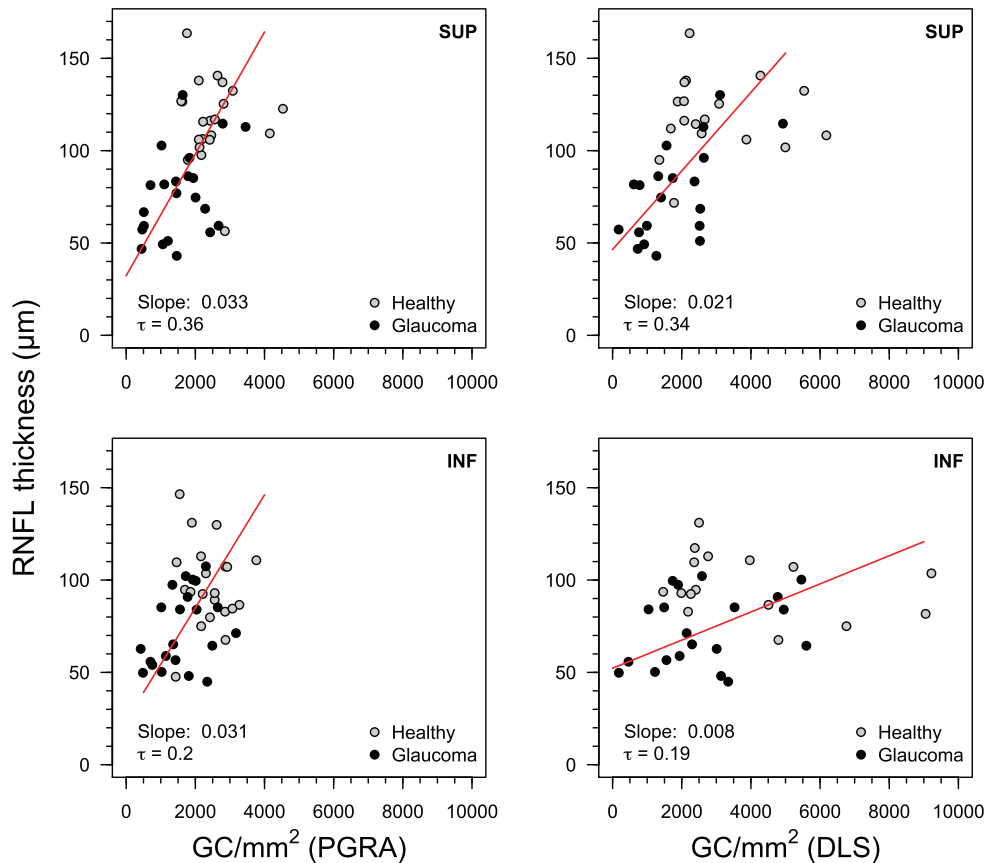 RNFL thickness (µm)
SUP
150
100
50
0
Slope: 0.033
τ = 0.36
Healthy
Glaucoma
0 2000 4000 6000 8000 10000
SUP
150
100
50
0
Slope: 0.021
τ = 0.34
Healthy
Glaucoma
0 2000 4000 6000 8000 10000
INF
150
100
50
0
Slope: 0.031
τ = 0.2
Healthy
Glaucoma
0 2000 4000 6000 8000 10000
GC/mm² (PGRA)
INF
150
100
50
0
Slope: 0.008
τ = 0.19
Healthy
Glaucoma
0 2000 4000 6000 8000 10000
GC/mm² (DLS)